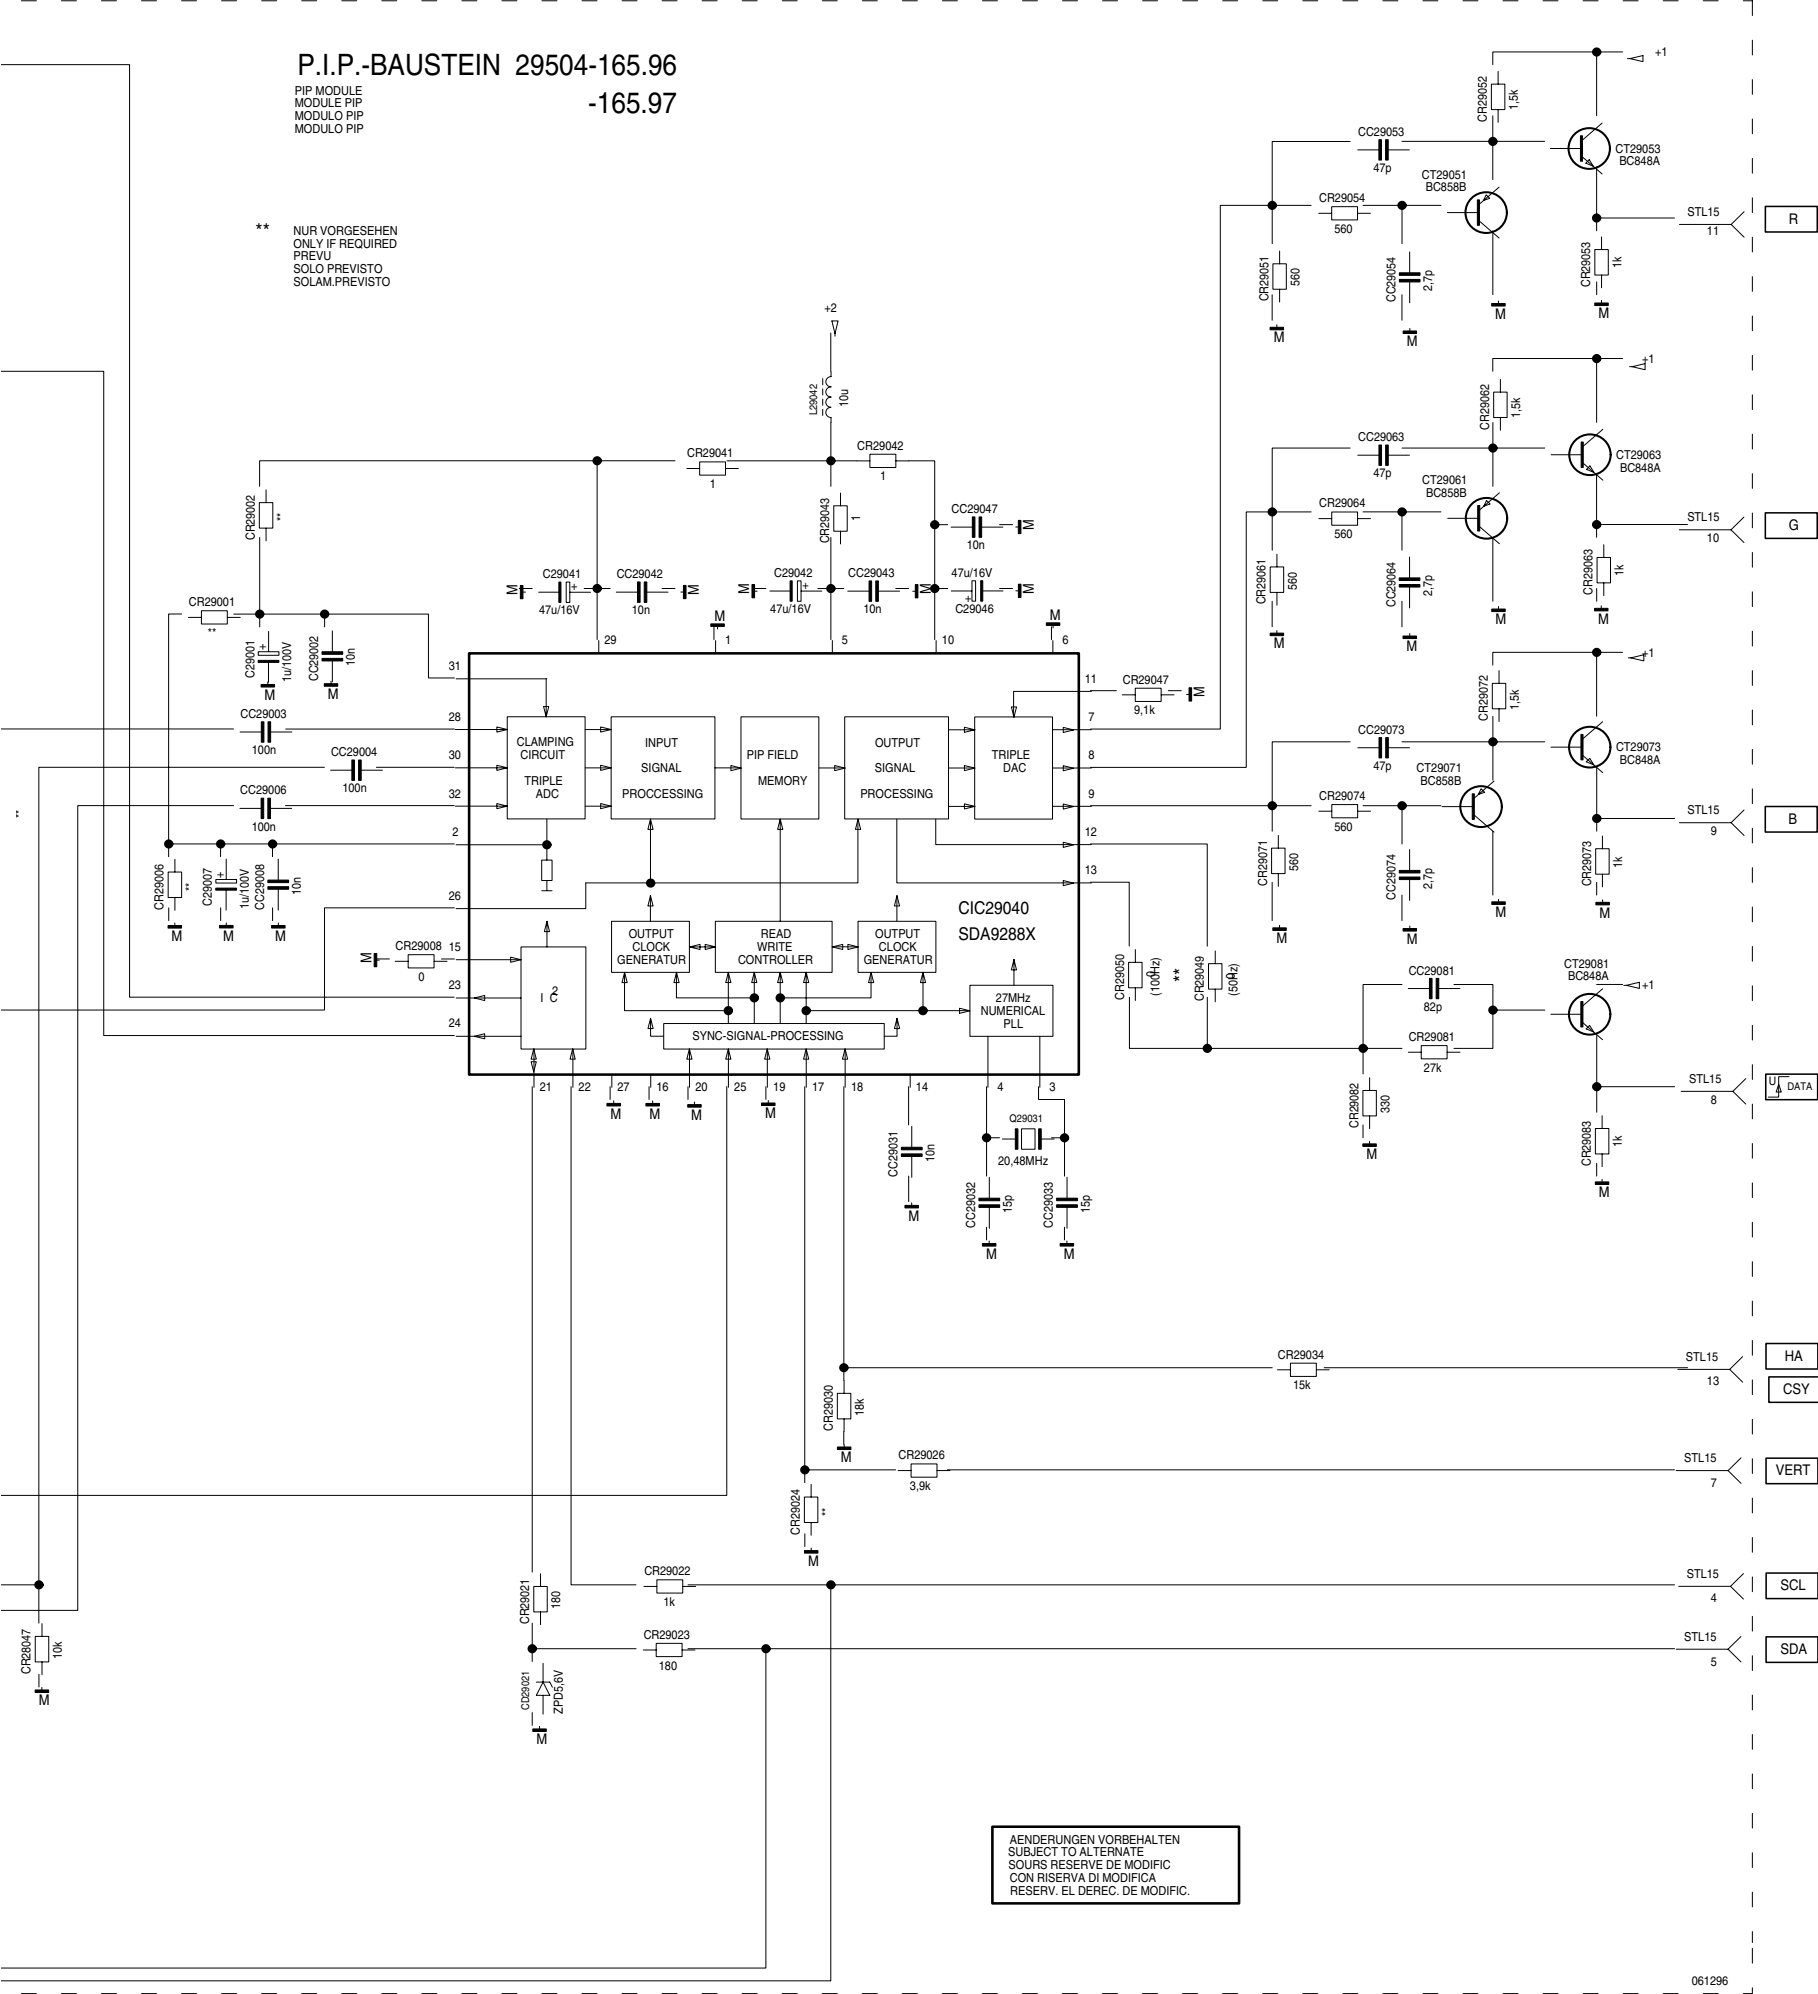 P.I.P.-BAUSTEIN 29504-165.96
-165.97
PIP MODULE
MODULE PIP
MODULO PIP
MODULO PIP
** NUR VORGESEHEN
ONLY IF REQUIRED
PREVU
SOLO PREVISTO
SOLAM.PREVISTO
+1
CR29052
1,5k
CC29053
47p
CT29053
BC848A
CT29051
BC858B
CR29054
560
STL15
11
R
CR29051
560
CC29054
2,7p
CR29053
1k
M
M
M
M
+2
L29042
10u
+1
CR29062
1,5k
CC29063
47p
CT29063
BC848A
CT29061
BC858B
CR29064
560
STL15
10
G
CR29061
560
CC29064
2,7p
CR29063
1k
M
M
M
M
CR29041
1
CR29042
1
CR29002
**
CR29043
1
CC29047
10n
M
M
C29041
+
47u/16V
CC29042
10n
M
M
C29042
+
47u/16V
CC29043
10n
M
47u/16V
+
C29046
M
CR29001
**
C29001
+
1u/100V
CC29002
10n
M
M
29
M
1
5
10
M
6
31
28
30
32
2
26
15
23
24
CC29003
100n
CC29004
100n
CC29006
100n
**
CR29006
**
C29007
+
1u/100V
CC29008
10n
M
M
M
M
CR29008
0
CLAMPING
CIRCUIT
TRIPLE
ADC
INPUT
SIGNAL
PROCCESSING
PIP FIELD
MEMORY
OUTPUT
SIGNAL
PROCESSING
TRIPLE
DAC
11
7
8
9
12
13
CR29047
9,1k
M
CIC29040
SDA9288X
OUTPUT
CLOCK
GENERATUR
READ
WRITE
CONTROLLER
OUTPUT
CLOCK
GENERATUR
I2C
SYNC-SIGNAL-PROCESSING
27MHz
NUMERICAL
PLL
+1
CR29072
1,5k
CC29073
47p
CT29073
BC848A
CT29071
BC858B
CR29074
560
STL15
9
B
CR29071
560
CC29074
2,7p
CR29073
1k
M
M
M
M
CR29050
0
(100Hz)
**
CR29049
0
(50Hz)
CC29081
82p
CR29081
27k
CT29081
BC848A
+1
CR29082
330
M
STL15
8
U DATA
CR29083
1k
M
21
22
27
16
20
25
19
17
18
14
4
3
M
M
M
M
CC29031
10n
M
Q29031
20,48MHz
CC29032
15p
CC29033
15p
M
M
CR29034
15k
STL15
13
HA
CSY
CR29030
18k
M
CR29026
3,9k
STL15
7
VERT
CR29024
**
M
CR29022
1k
STL15
4
SCL
CR29021
180
CR29023
180
STL15
5
SDA
CR28047
10k
M
CD29021
ZPD5,6V
M
AENDERUNGEN VORBEHALTEN
SUBJECT TO ALTERNATE
SOURS RESERVE DE MODIFIC
CON RISERVA DI MODIFICA
RESERV. EL DEREC. DE MODIFIC.
061296